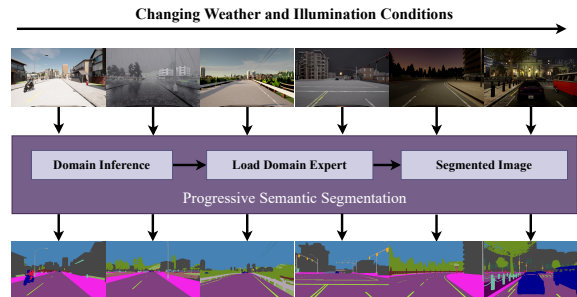 Changing Weather and Illumination Conditions
Domain Inference
Load Domain Expert
Segmented Image
Progressive Semantic Segmentation